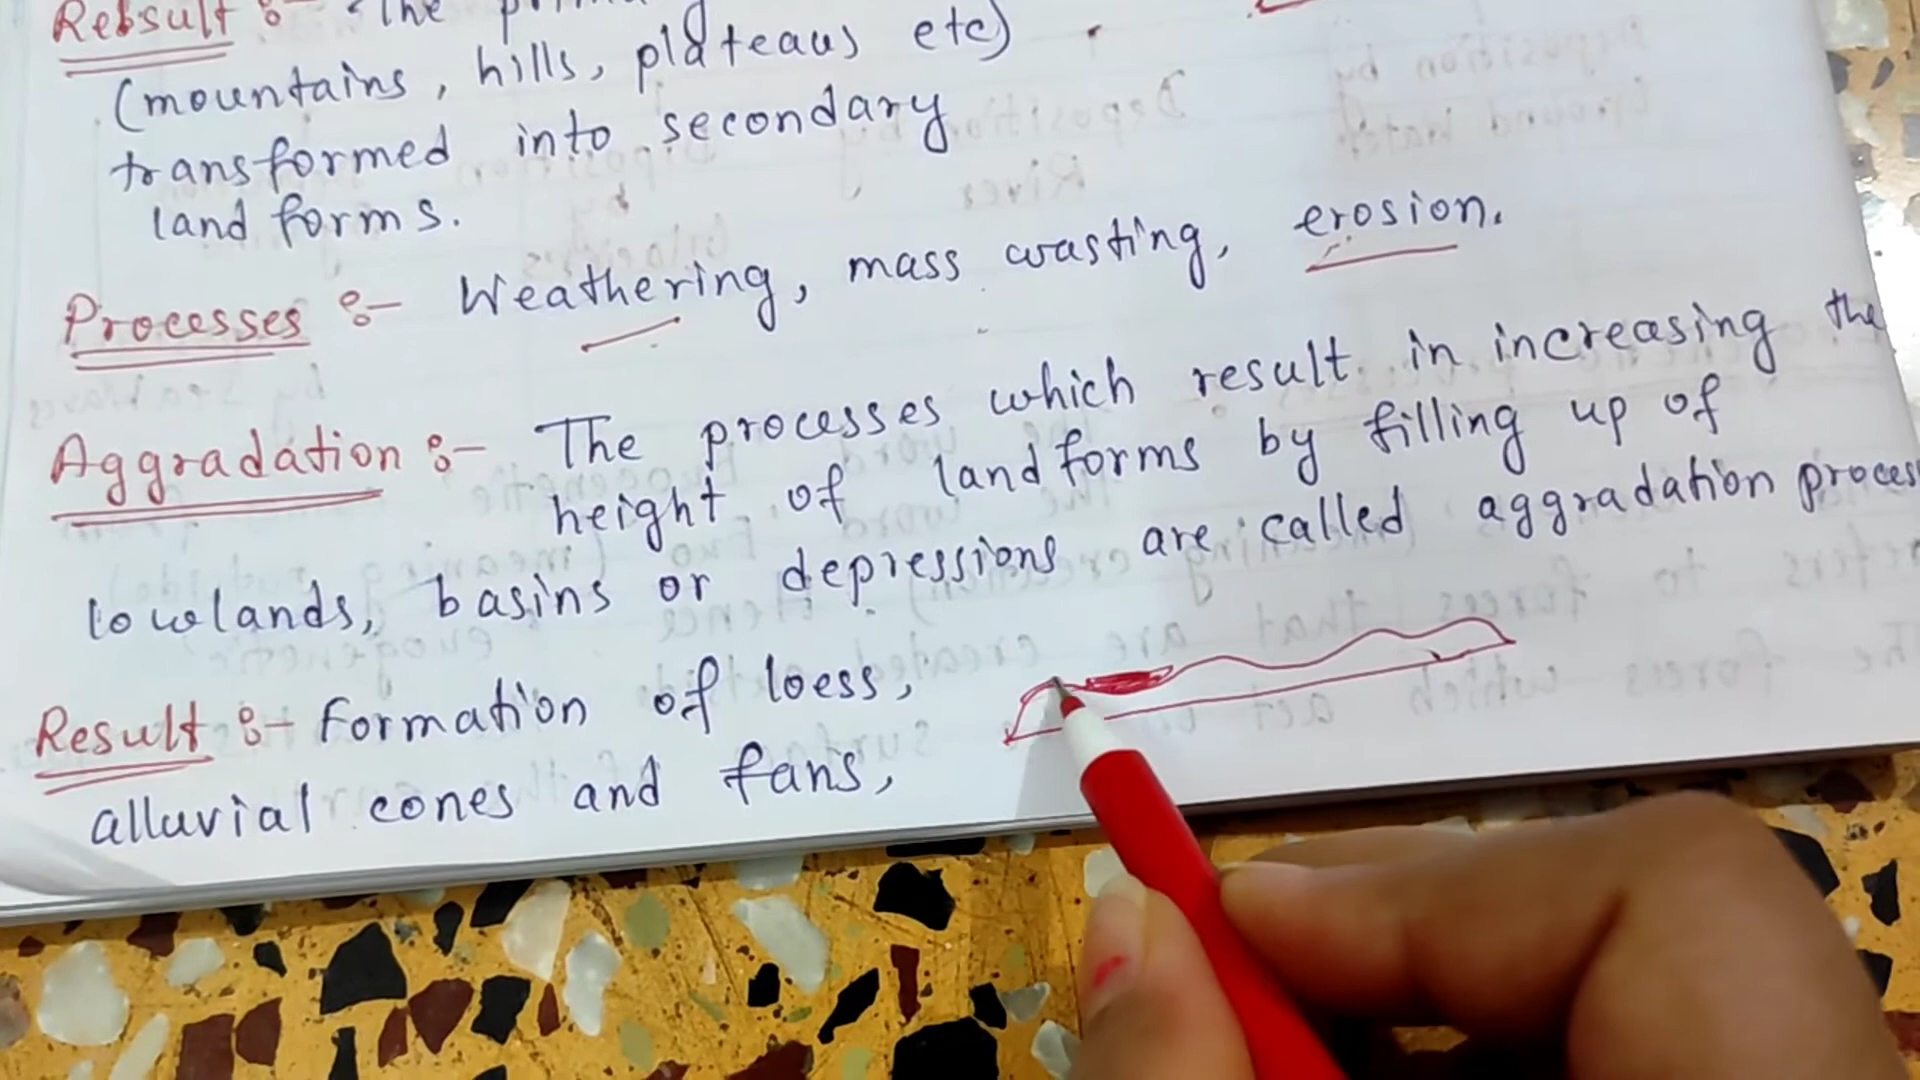 Rebsult :- The
(mountains, hills, plateaus etc)
transformed into secondary
land forms.
Processes :- Weathering, mass wasting, erosion.
Aggradation :- The processes which result in increasing the
height of landforms by filling up of
lowlands, basins or depressions are called aggradation proces
Result :- Formation of loess,
alluvial cones and fans,